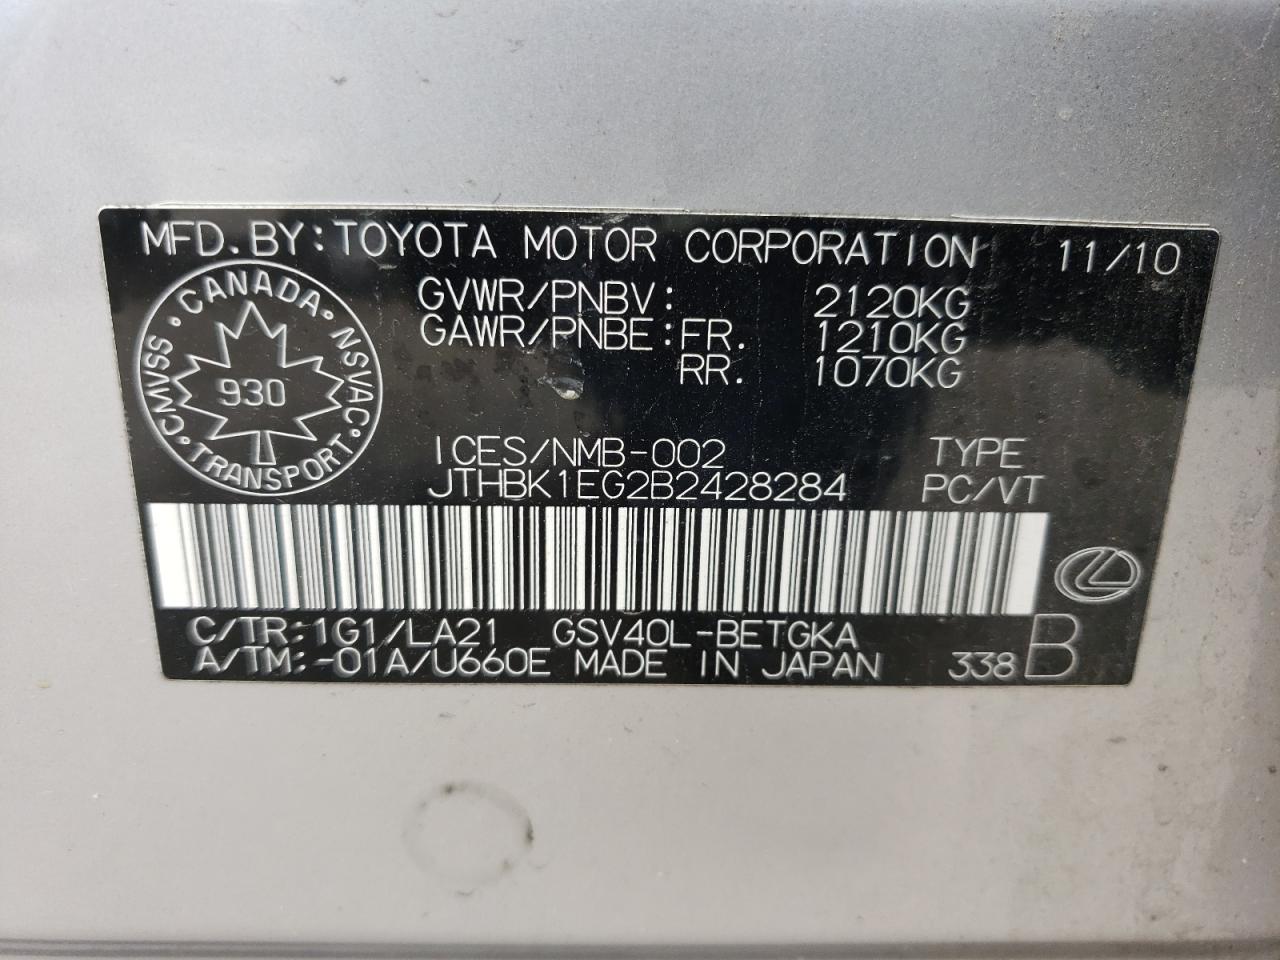 MFD. BY: TOYOTA MOTOR CORPORATION 11/10
GVWR/PNBV: 2120KG
GAWR/PNBE: FR. 1210KG
RR. 1070KG
CANADA · NSVAC · TRANSPORT · CMVSS ·
930
ICES/NMB-002 TYPE
JTHBK1EG2B2428284 PC/VT
C/TR: 1G1/LA21 GSV40L-BETGKA
A/TM: -01A/U660E MADE IN JAPAN 338 B